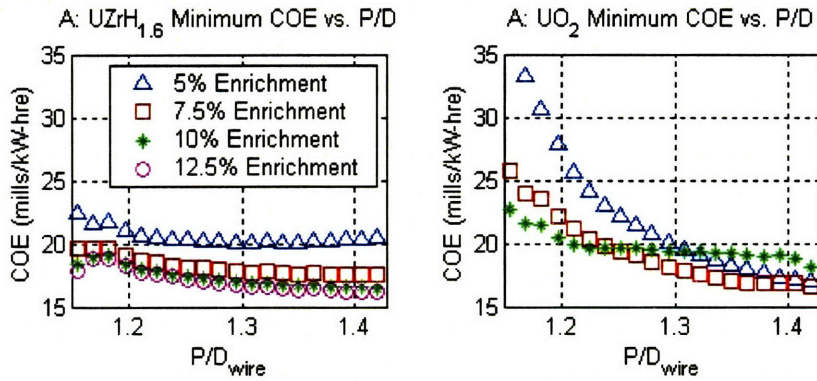 A: UZrH1.6 Minimum COE vs. P/D
35
30
25
20
15
COE (mills/kW-hre)
5% Enrichment
7.5% Enrichment
10% Enrichment
12.5% Enrichment
1.2
1.3
1.4
P/Dwire
A: UO2 Minimum COE vs. P/D
35
30
25
20
15
COE (mills/kW-hre)
1.2
1.3
1.4
P/Dwire